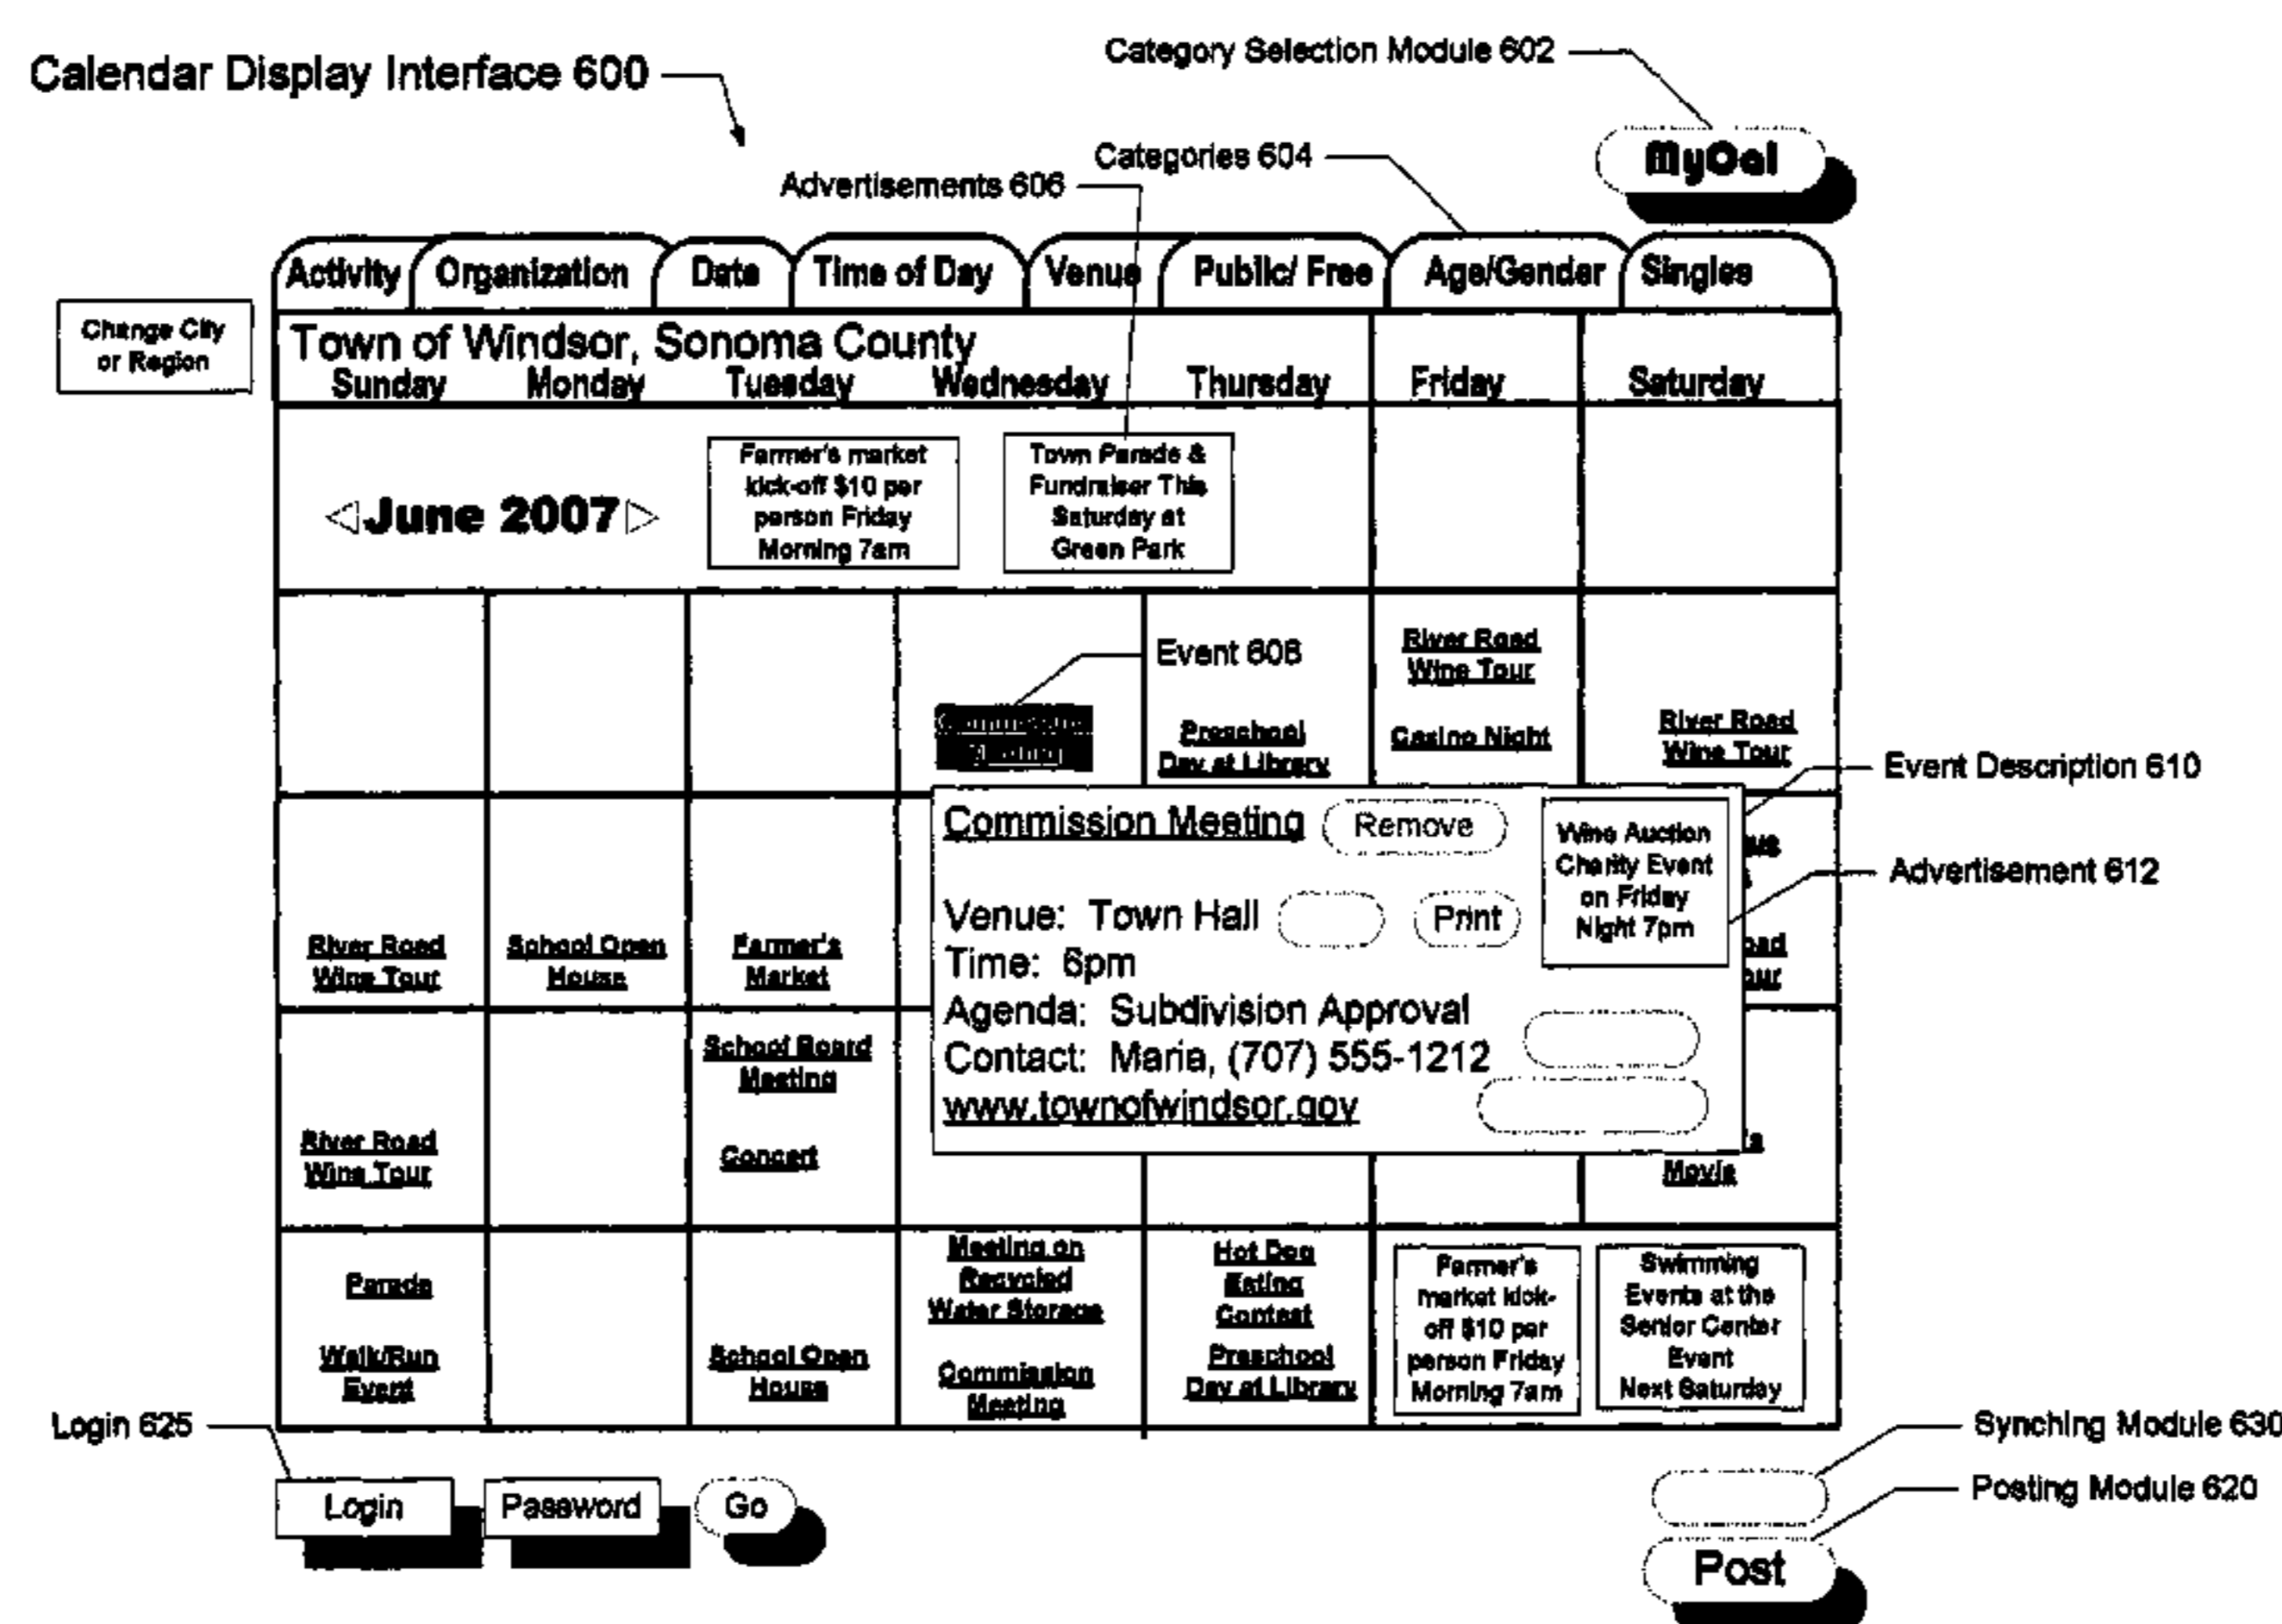 Calendar Display Interface 600
Category Selection Module 602
Categories 604
Advertisements 606
MyCal
Activity Organization Date Time of Day Venue Public/ Free Age/Gender Singles
Change City
or Region
Town of Windsor, Sonoma County
Sunday Monday Tuesday Wednesday Thursday Friday Saturday
June 2007
Farmer's market
kick-off $10 per
person Friday
Morning 7am
Town Parade &
Fundraiser This
Saturday at
Green Park
Event 608
Commission
Meeting
Preschool
Day at Library
River Road
Wine Tour
Casino Night
River Road
Wine Tour
Event Description 610
Advertisement 612
Commission Meeting
Remove
Venue: Town Hall
Print
Time: 6pm
Agenda: Subdivision Approval
Contact: Maria, (707) 555-1212
www.townofwindsor.gov
Wine Auction
Charity Event
on Friday
Night 7pm
River Road
Wine Tour
School Open
House
Farmer's
Market
River Road
Wine Tour
School Board
Meeting
Concert
Movie
Parade
Walk/Run
Event
School Open
House
Meeting on
Recycled
Water Storage
Commission
Meeting
Hot Dog
Eating
Contest
Preschool
Day at Library
Farmer's
market kick-
off $10 per
person Friday
Morning 7am
Swimming
Events at the
Senior Center
Event
Next Saturday
Login 625
Login
Password
Go
Synching Module 630
Posting Module 620
Post